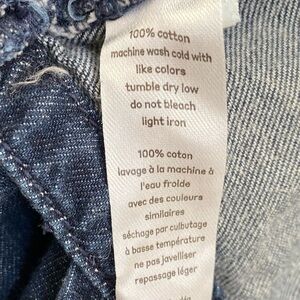 100% cotton
machine wash cold with
like colors
tumble dry low
do not bleach
light iron
100% coton
lavage à la machine à
l'eau froide
avec des couleurs
similaires
séchage par culbutage
à basse température
ne pas javelliser
repassage léger